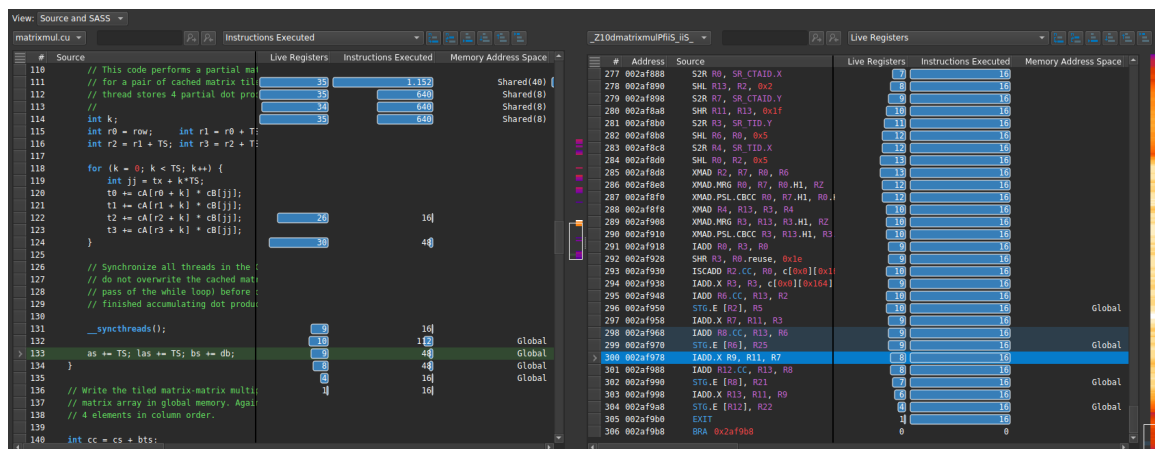 View: Source and SASS
matrixmul.cu Instructions Executed
# Source Live Registers Instructions Executed Memory Address Space
110 // This code performs a partial mat
111 // for a pair of cached matrix til 35 1.152 Shared(40)
112 // thread stores 4 partial dot pro 35 640 Shared(8)
113 // 34 640 Shared(8)
114 int k; 35 640 Shared(8)
115 int r0 = row; int r1 = r0 + TS
116 int r2 = r1 + TS; int r3 = r2 + TS
117
118 for (k = 0; k < TS; k++) {
119 int jj = tx + k*TS;
120 t0 += cA[r0 + k] * cB[jj];
121 t1 += cA[r1 + k] * cB[jj];
122 t2 += cA[r2 + k] * cB[jj]; 26 16
123 t3 += cA[r3 + k] * cB[jj];
124 } 30 48
125
126 // Synchronize all threads in the
127 // do not overwrite the cached mat
128 // pass of the while loop) before
129 // finished accumulating dot produ
130
131 __syncthreads(); 9 16
132 10 112 Global
133 as += TS; las += TS; bs += db; 9 48 Global
134 } 8 48 Global
135 4 16 Global
136 // Write the tiled matrix-matrix multip 1 16
137 // matrix array in global memory. Agai
138 // 4 elements in column order.
139
140 int cc = cs + bts;
_Z10dmatrixmulPfiiS_iiS_ Live Registers
# Address Source Live Registers Instructions Executed Memory Address Space
277 002af888 S2R R0, SR_CTAID.X 7 16
278 002af890 SHL R13, R2, 0x2 8 16
279 002af898 S2R R7, SR_CTAID.Y 9 16
280 002af8a8 SHR R11, R13, 0x1f 10 16
281 002af8b0 S2R R3, SR_TID.Y 11 16
282 002af8b8 SHL R6, R0, 0x5 12 16
283 002af8c8 S2R R4, SR_TID.X 12 16
284 002af8d0 SHL R0, R2, 0x5 13 16
285 002af8d8 XMAD R2, R7, R0, R6 13 16
286 002af8e8 XMAD.MRG R0, R7, R0.H1, RZ 12 16
287 002af8f0 XMAD.PSL.CBCC R0, R7.H1, R0. 12 16
288 002af8f8 XMAD R4, R13, R3, R4 10 16
289 002af908 XMAD.MRG R3, R13, R3.H1, RZ 10 16
290 002af910 XMAD.PSL.CBCC R3, R13.H1, R3 10 16
291 002af918 IADD R0, R3, R0 9 16
292 002af928 SHR R3, R0.reuse, 0x1e 9 16
293 002af930 ISCADD R2.CC, R0, c[0x0][0x1 10 16
294 002af938 IADD.X R3, R3, c[0x0][0x164] 9 16
295 002af948 IADD R6.CC, R13, R2 10 16
296 002af950 STG.E [R2], R5 10 16 Global
297 002af958 IADD.X R7, R11, R3 9 16
298 002af968 IADD R8.CC, R13, R6 9 16
299 002af970 STG.E [R6], R25 9 16 Global
300 002af978 IADD.X R9, R11, R7 8 16
301 002af988 IADD R12.CC, R13, R8 8 16
302 002af990 STG.E [R8], R21 7 16 Global
303 002af998 IADD.X R13, R11, R9 6 16
304 002af9a8 STG.E [R12], R22 4 16 Global
305 002af9b0 EXIT 1 16
306 002af9b8 BRA 0x2af9b8 0 0